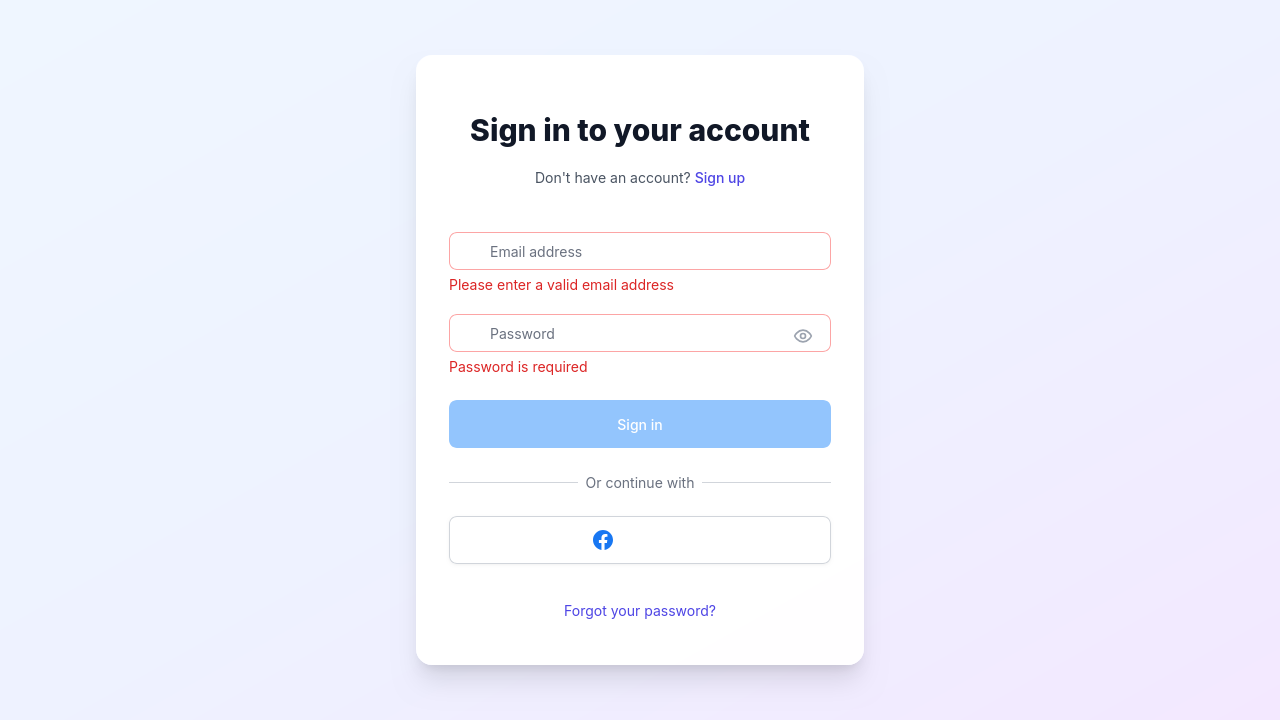 Sign in to your account
Don't have an account? Sign up
Email address
Please enter a valid email address
Password
Password is required
Sign in
Or continue with
Forgot your password?